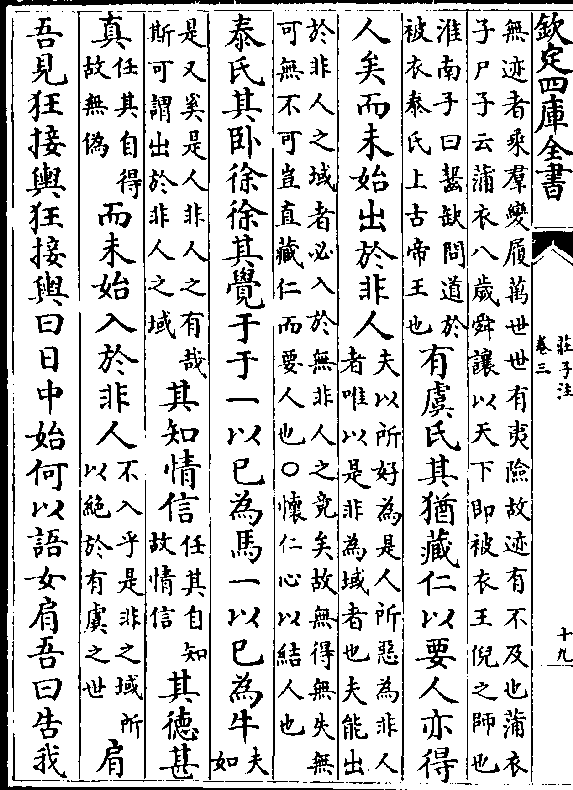 欽定四庫全書
莊子注
卷三
十九
無迹者乘羣變履萬世世有夷險故迹有不及也蒲衣
子尸子云蒲衣八歲舜讓以天下即被衣王倪之師也
淮南子曰齧缺問道於
被衣泰氏上古帝王也
有虞氏其猶藏仁以要人亦得
人矣而未始出於非人
夫以所好為是人所惡為非人
者唯以是非為域者也夫能出
於非人之域者必入於無非人之竟矣故無得無失無
可無不可豈直藏仁而要人也〇懷仁心以結人也
泰氏其卧徐徐其覺于于一以已為馬一以已為牛
夫
如
是又奚是人非人之有哉
斯可謂出於非人之域
其知情信
任其自知
故情信
其德甚
真
任其自得
故無偽
而未始入於非人
不入乎是非之域所
以絕於有虞之世
肩
吾見狂接輿狂接輿曰日中始何以語女肩吾曰告我